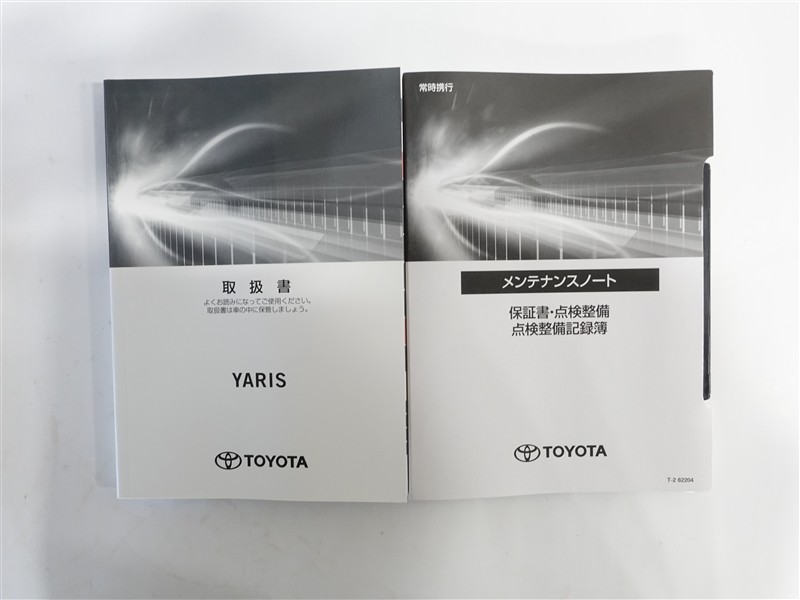 取扱書
よくお読みになってご使用ください。
取扱書は車の中に保管しましょう。
YARIS
TOYOTA
常時携行
メンテナンスノート
保証書・点検整備
点検整備記録簿
TOYOTA
T-2 62204